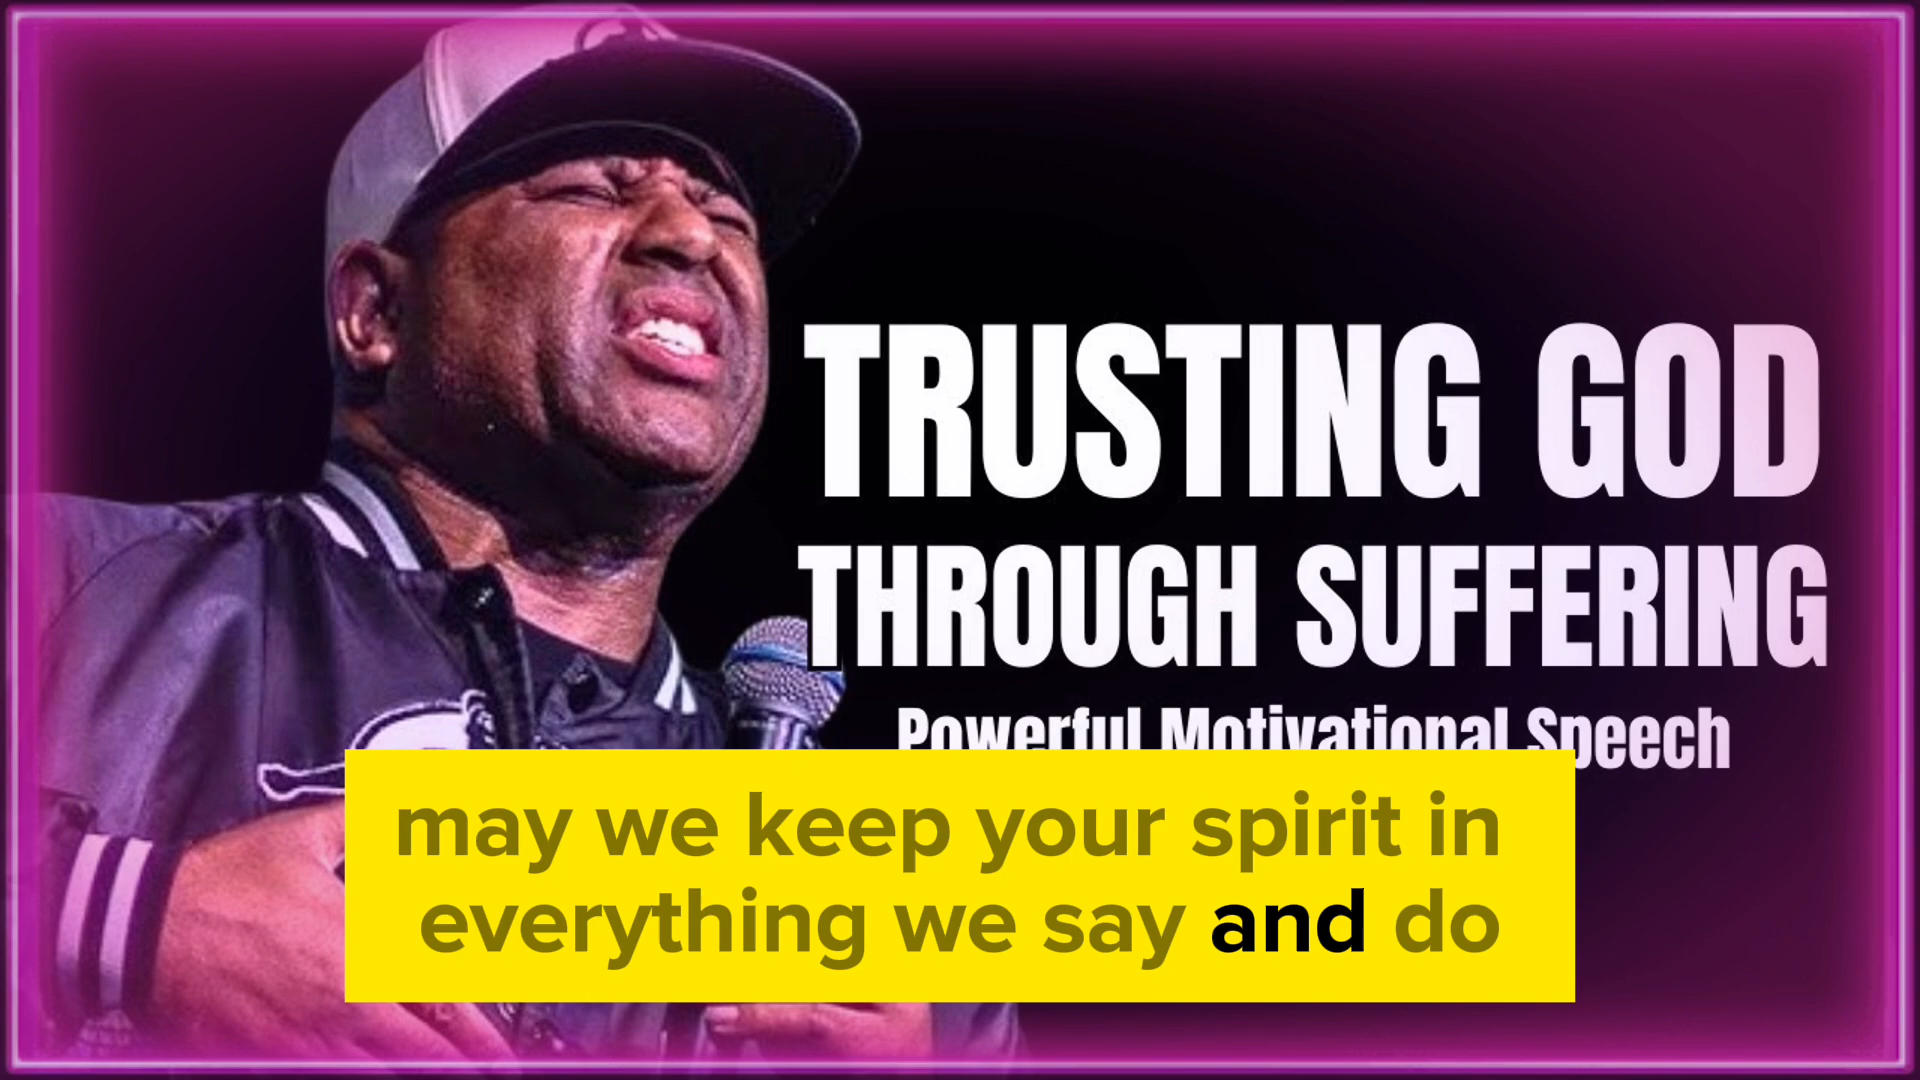 TRUSTING GOD
THROUGH SUFFERING
Powerful Motivational Speech
may we keep your spirit in
everything we say and do